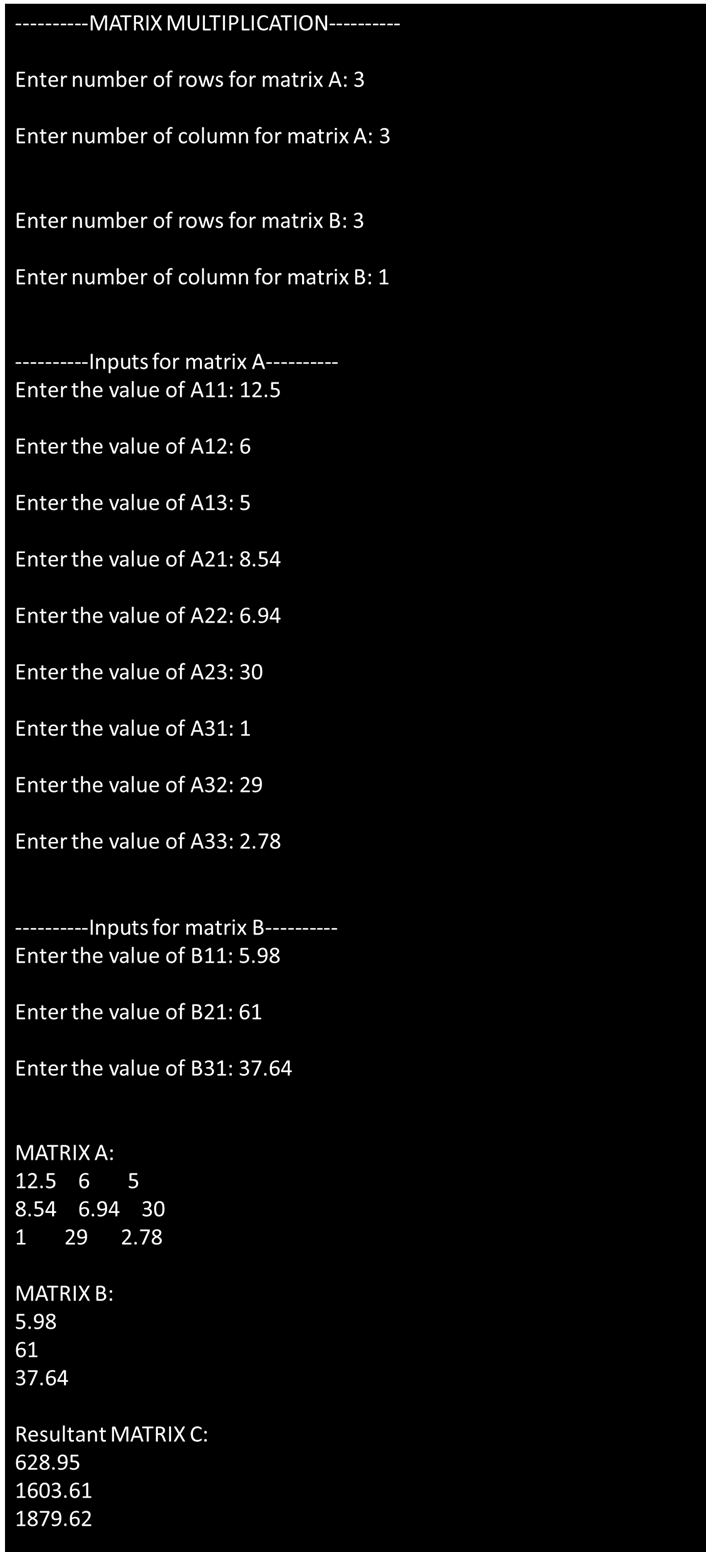 ----------MATRIX MULTIPLICATION----------
Enter number of rows for matrix A: 3
Enter number of column for matrix A: 3
Enter number of rows for matrix B: 3
Enter number of column for matrix B: 1
----------Inputs for matrix A----------
Enter the value of A11: 12.5
Enter the value of A12: 6
Enter the value of A13: 5
Enter the value of A21: 8.54
Enter the value of A22: 6.94
Enter the value of A23: 30
Enter the value of A31: 1
Enter the value of A32: 29
Enter the value of A33: 2.78
----------Inputs for matrix B----------
Enter the value of B11: 5.98
Enter the value of B21: 61
Enter the value of B31: 37.64
MATRIX A:
12.5 6 5
8.54 6.94 30
1 29 2.78
MATRIX B:
5.98
61
37.64
Resultant MATRIX C:
628.95
1603.61
1879.62